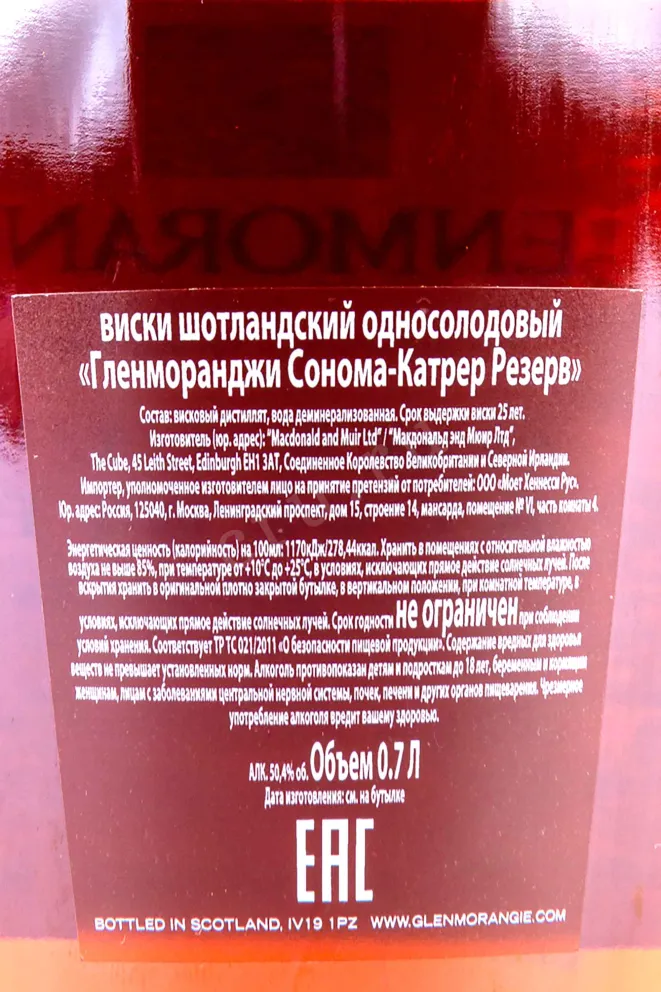 LENMORAN
виски шотландский односолодовый
«Гленморанджи Сонома-Катрер Резерв»
Состав: висковый дистиллят, вода деминерализованная. Срок выдержки виски 25 лет.
Изготовитель (юр. адрес): "Macdonald and Muir Ltd" / "Макдональд энд Мюир Лтд",
The Cube, 45 Leith Street, Edinburgh EH1 3AT, Соединенное Королевство Великобритании и Северной Ирландии.
Импортер, уполномоченное изготовителем лицо на принятие претензий от потребителей: ООО «Моет Хеннесси Рус».
Юр. адрес: Россия, 125040, г. Москва, Ленинградский проспект, дом 15, строение 14, мансарда, помещение № VI, часть комнаты 4.
Энергетическая ценность (калорийность) на 100мл: 1170кДж/278,44ккал. Хранить в помещениях с относительной влажностью
воздуха не выше 85%, при температуре от +10°С до +25°С, в условиях, исключающих прямое действие солнечных лучей. После
вскрытия хранить в оригинальной плотно закрытой бутылке, в вертикальном положении, при комнатной температуре, в
условиях, исключающих прямое действие солнечных лучей. Срок годности не ограничен при соблюдении
условий хранения. Соответствует ТР ТС 021/2011 «О безопасности пищевой продукции». Содержание вредных для здоровья
веществ не превышает установленных норм. Алкоголь противопоказан детям и подросткам до 18 лет, беременным и кормящим
женщинам, лицам с заболеваниями центральной нервной системы, почек, печени и других органов пищеварения. Чрезмерное
употребление алкоголя вредит вашему здоровью.
АЛК. 50,4% об. Объем 0.7 Л
Дата изготовления: см. на бутылке
EAC
BOTTLED IN SCOTLAND, IV19 1PZ WWW.GLENMORANGIE.COM